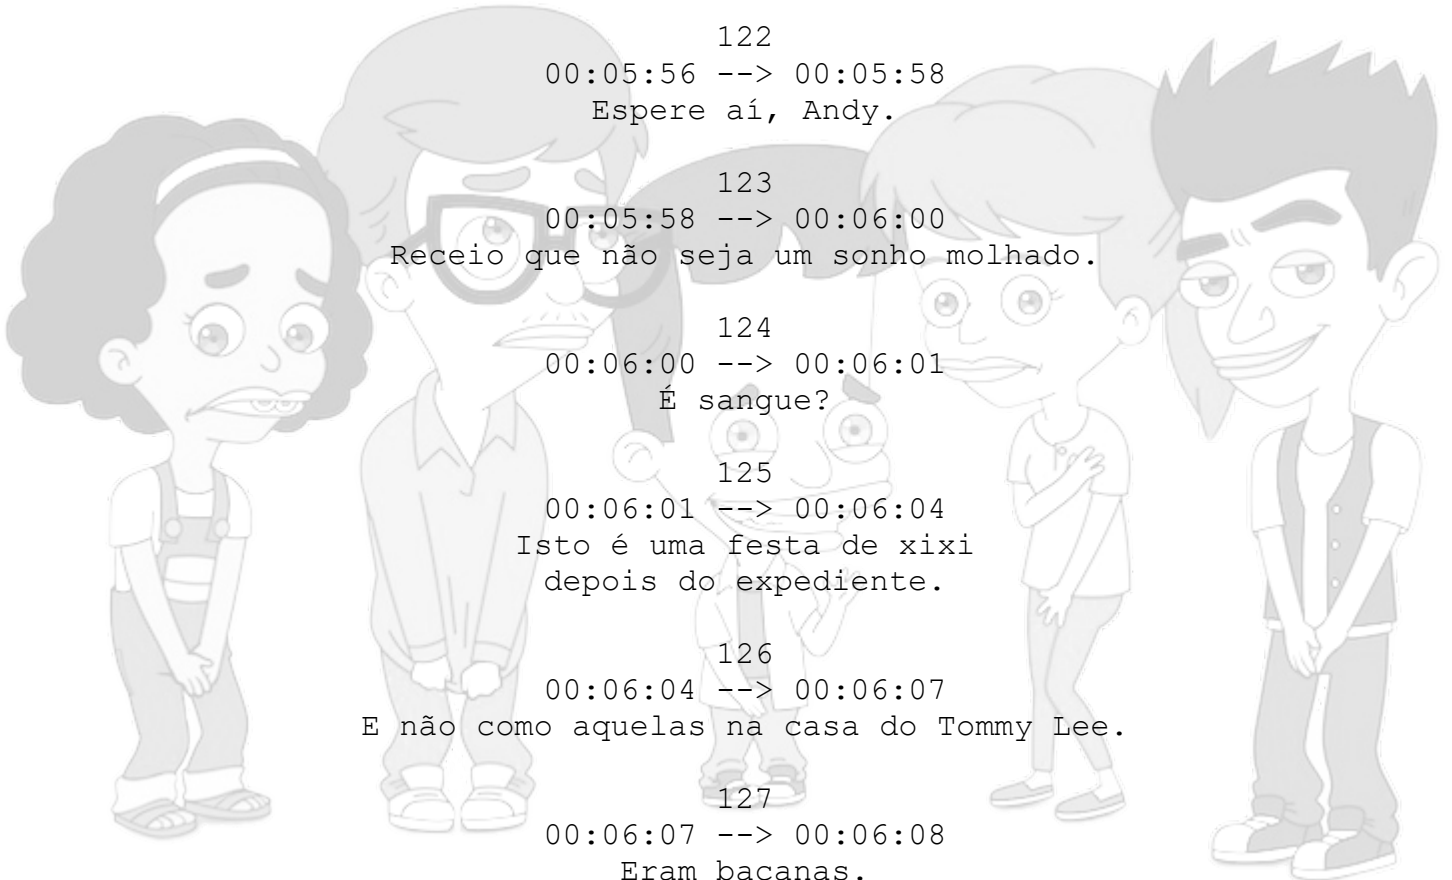 122
00:05:56 --> 00:05:58
Espere aí, Andy.
123
00:05:58 --> 00:06:00
Receio que não seja um sonho molhado.
124
00:06:00 --> 00:06:01
É sangue?
125
00:06:01 --> 00:06:04
Isto é uma festa de xixi
depois do expediente.
126
00:06:04 --> 00:06:07
E não como aquelas na casa do Tommy Lee.
127
00:06:07 --> 00:06:08
Eram bacanas.